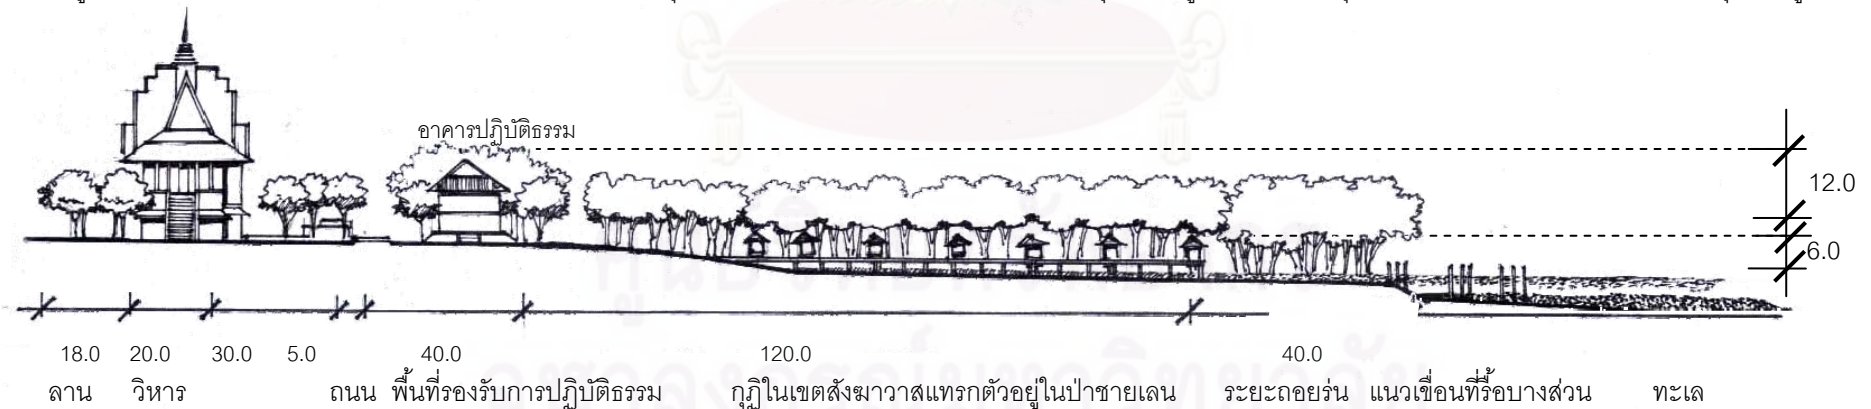 อาคารปฏิบัติธรรม
12.0
6.0
18.0 20.0 30.0 5.0 40.0 120.0 40.0
ลาน วิหาร ถนน พื้นที่รองรับการปฏิบัติธรรม กุฏิในเขตสังฆาวาสแทรกตัวอยู่ในป่าชายเลน ระยะถอยร่น แนวเขื่อนที่รื้อบางส่วน ทะเล